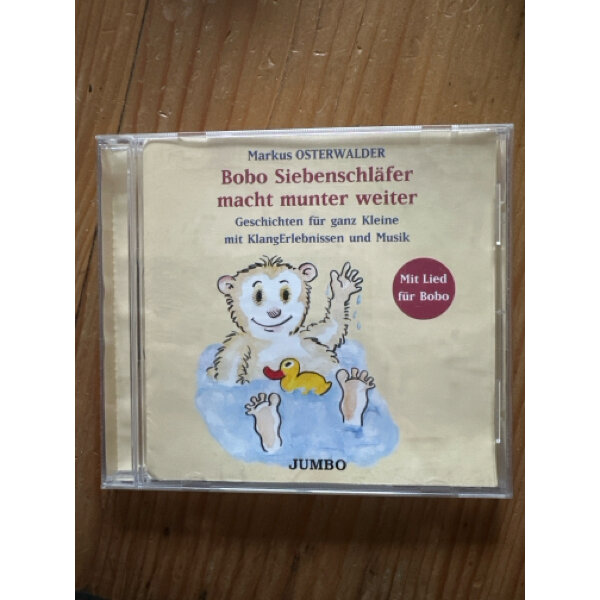 Markus OSTERWALDER
Bobo Siebenschläfer
macht munter weiter
Geschichten für ganz Kleine
mit KlangErlebnissen und Musik
Mit Lied
für Bobo
JUMBO